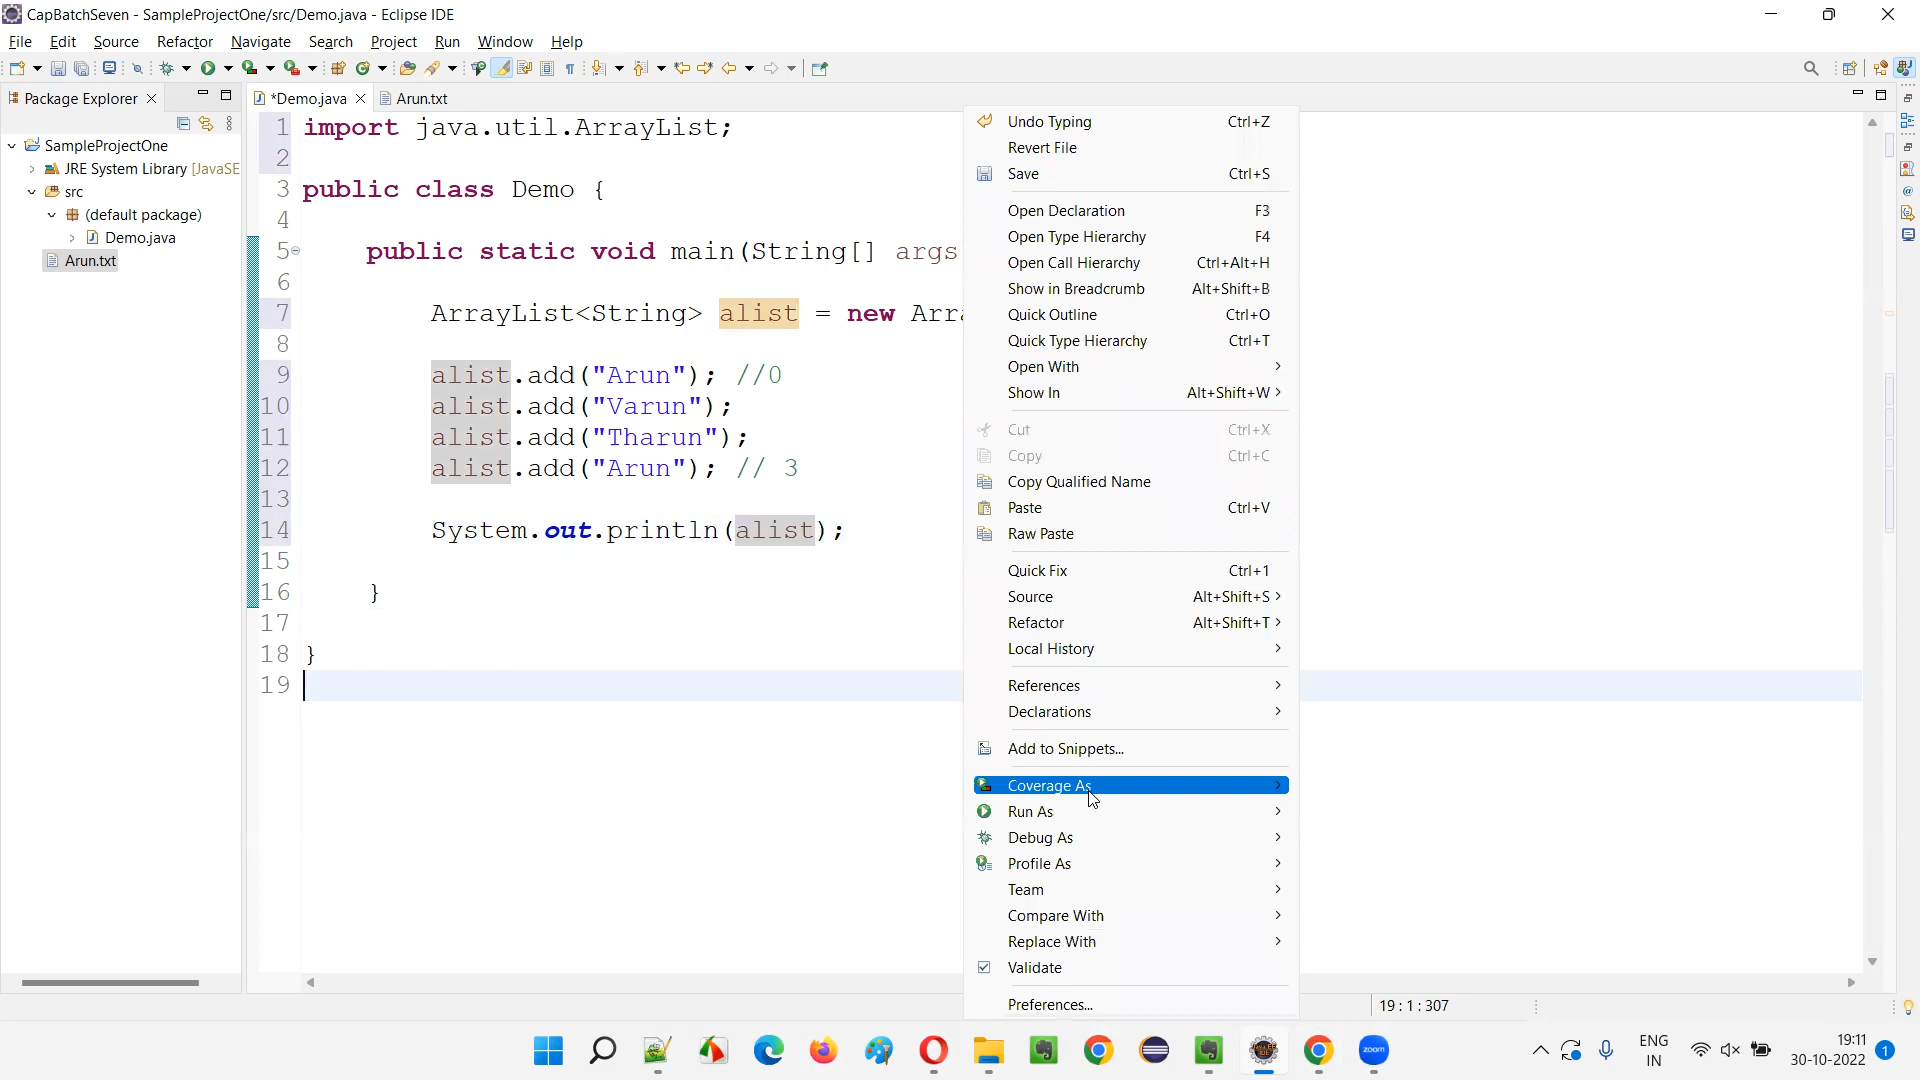 CapBatchSeven - SampleProjectOne/src/Demo.java - Eclipse IDE
File Edit Source Refactor Navigate Search Project Run Window Help
Package Explorer
*Demo.java Arun.txt
SampleProjectOne
JRE System Library [JavaSE
src
(default package)
Demo.java
Arun.txt
1 import java.util.ArrayList;
2
3 public class Demo {
4
5 public static void main(String[] args
6
7 ArrayList<String> alist = new Arr
8
9 alist.add("Arun"); //0
10 alist.add("Varun");
11 alist.add("Tharun");
12 alist.add("Arun"); // 3
13
14 System.out.println(alist);
15
16 }
17
18 }
19
Undo Typing Ctrl+Z
Revert File
Save Ctrl+S
Open Declaration F3
Open Type Hierarchy F4
Open Call Hierarchy Ctrl+Alt+H
Show in Breadcrumb Alt+Shift+B
Quick Outline Ctrl+O
Quick Type Hierarchy Ctrl+T
Open With
Show In Alt+Shift+W
Cut Ctrl+X
Copy Ctrl+C
Copy Qualified Name
Paste Ctrl+V
Raw Paste
Quick Fix Ctrl+1
Source Alt+Shift+S
Refactor Alt+Shift+T
Local History
References
Declarations
Add to Snippets...
Coverage As
Run As
Debug As
Profile As
Team
Compare With
Replace With
Validate
Preferences...
19 : 1 : 307
zoom
ENG
IN
19:11
30-10-2022
1